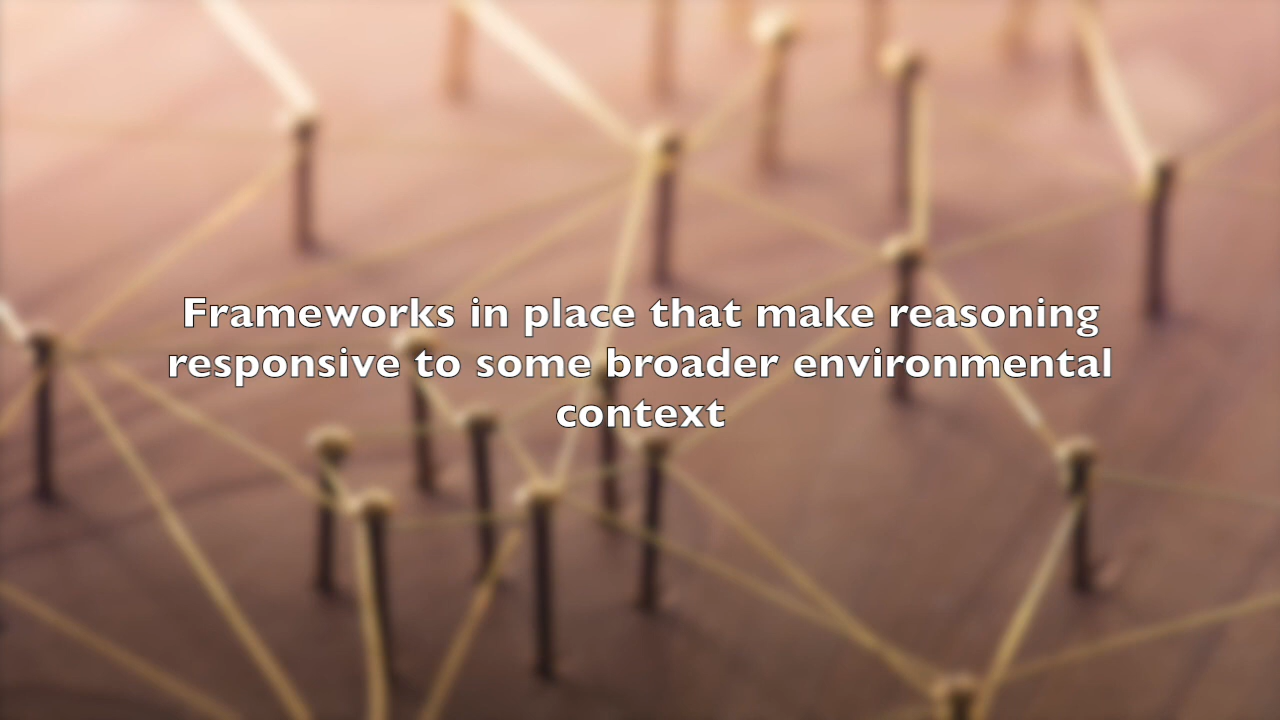 Frameworks in place that make reasoning
responsive to some broader environmental
context